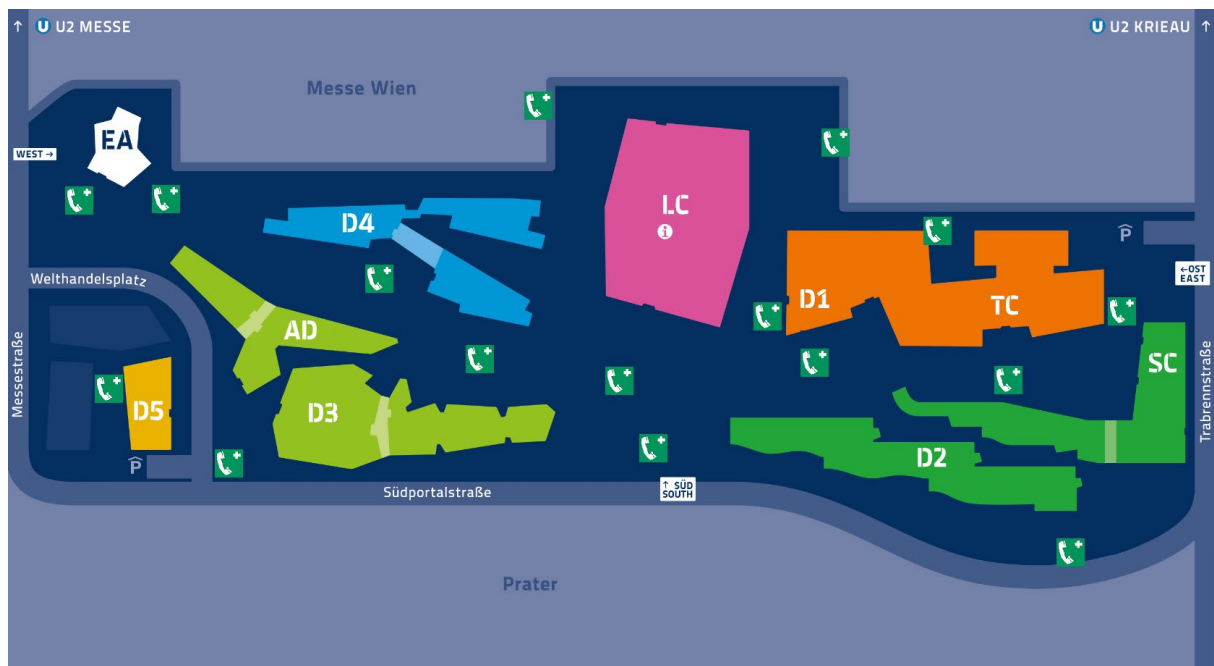 ↑ U U2 MESSE
U U2 KRIEAU ↑
Messe Wien
EA
WEST →
LC
i
D4
P
Welthandelsplatz
←OST
EAST
D1
TC
AD
SC
Messestraße
Trabrennstraße
D5
D3
D2
P
Südportalstraße
↑ SÜD
SOUTH
Prater